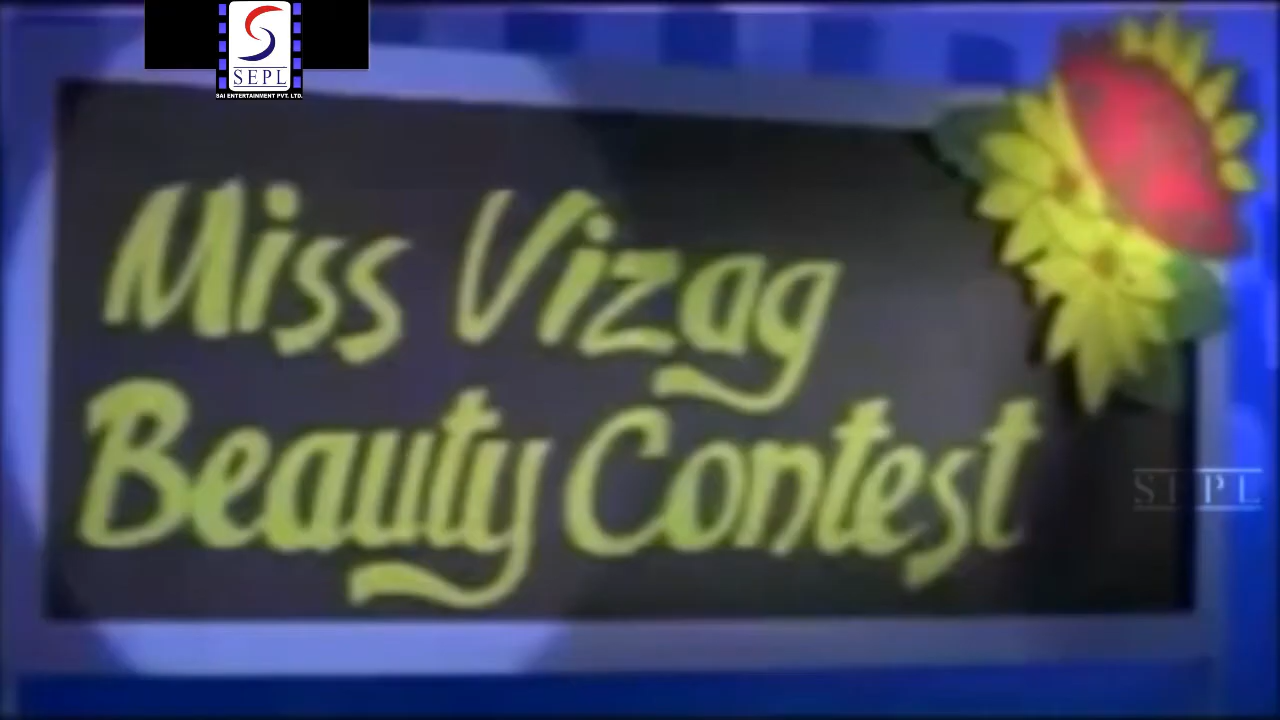 SEPL
SAI ENTERTAINMENT PVT. LTD.
Miss Vizag
Beauty Contest
SEPL